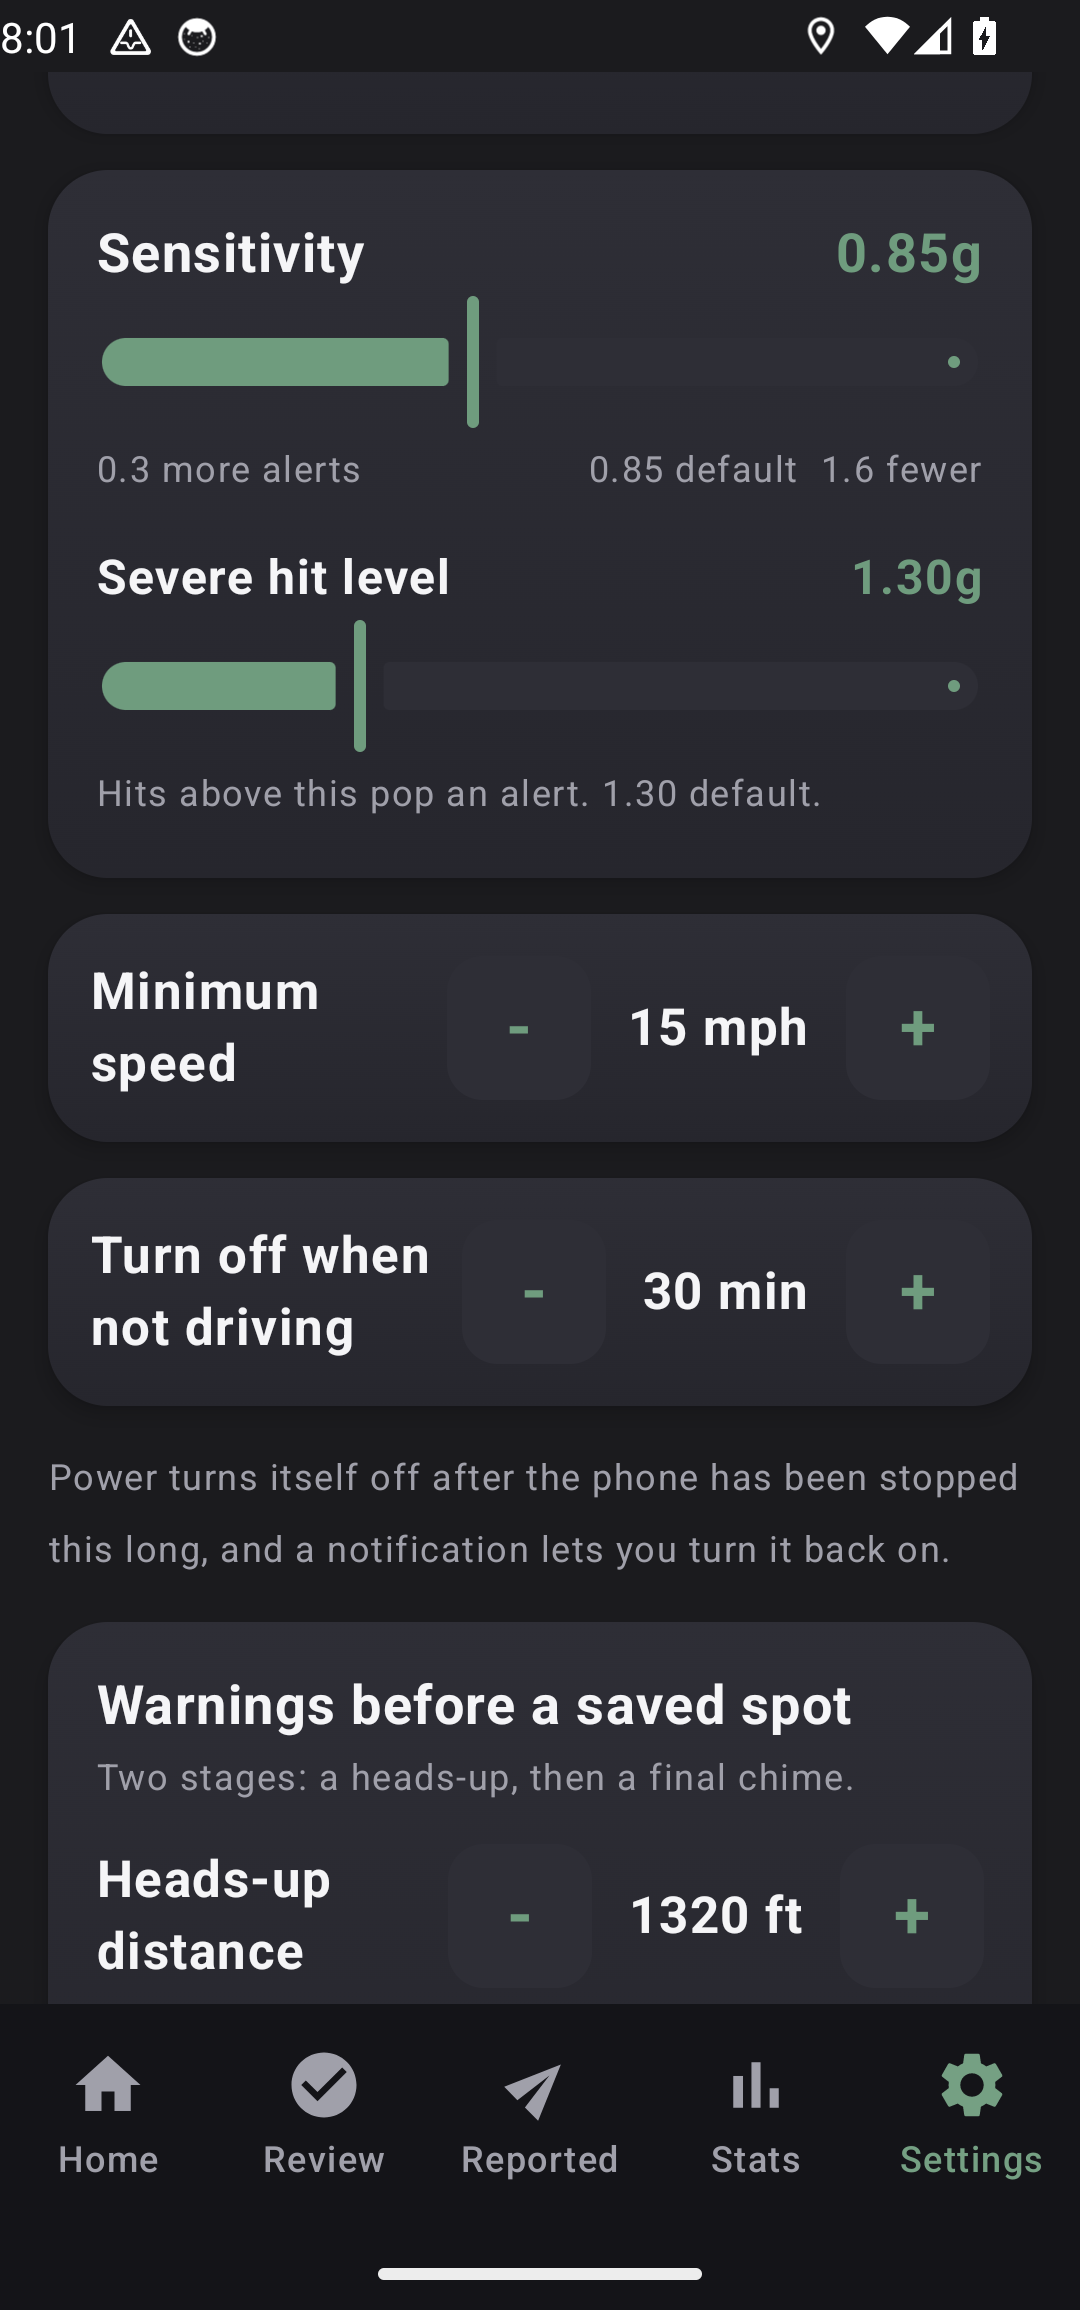 8:01
Sensitivity 0.85g
0.3 more alerts 0.85 default 1.6 fewer
Severe hit level 1.30g
Hits above this pop an alert. 1.30 default.
Minimum
speed
- 15 mph +
Turn off when
not driving
- 30 min +
Power turns itself off after the phone has been stopped
this long, and a notification lets you turn it back on.
Warnings before a saved spot
Two stages: a heads-up, then a final chime.
Heads-up
distance
- 1320 ft +
Home Review Reported Stats Settings